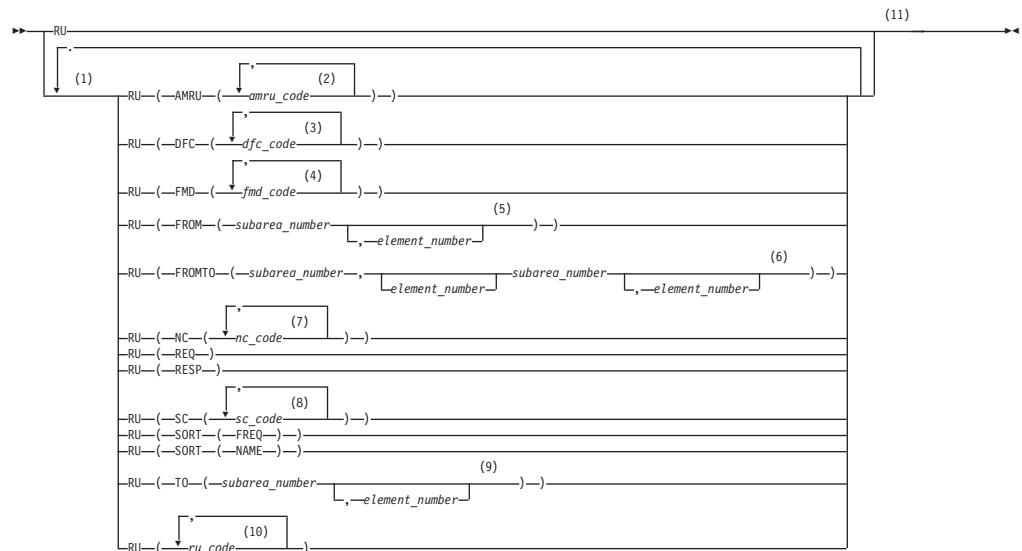 (11)
RU
.
(1)
,
(2)
RU ( AMRU ( amru_code ) )
,
(3)
RU ( DFC ( dfc_code ) )
,
(4)
RU ( FMD ( fmd_code ) )
(5)
RU ( FROM ( subarea_number ) )
, element_number
(6)
RU ( FROMTO ( subarea_number , subarea_number ) )
element_number , element_number
,
(7)
RU ( NC ( nc_code ) )
RU ( REQ )
RU ( RESP )
,
(8)
RU ( SC ( sc_code ) )
RU ( SORT ( FREQ ) )
RU ( SORT ( NAME ) )
(9)
RU ( TO ( subarea_number ) )
, element_number
,
(10)
RU ( ru_code )